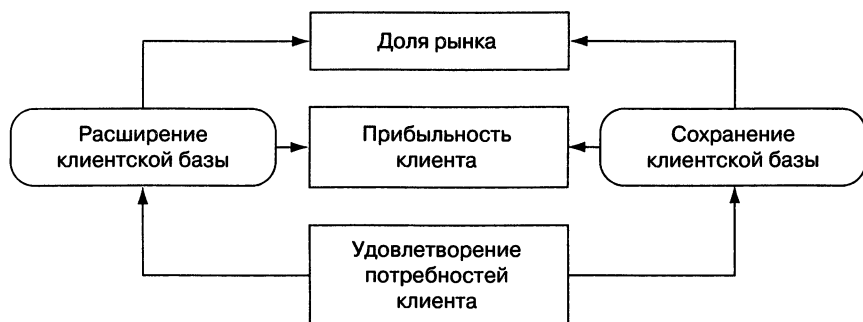 Доля рынка
Расширение
клиентской базы
Прибыльность
клиента
Сохранение
клиентской базы
Удовлетворение
потребностей
клиента